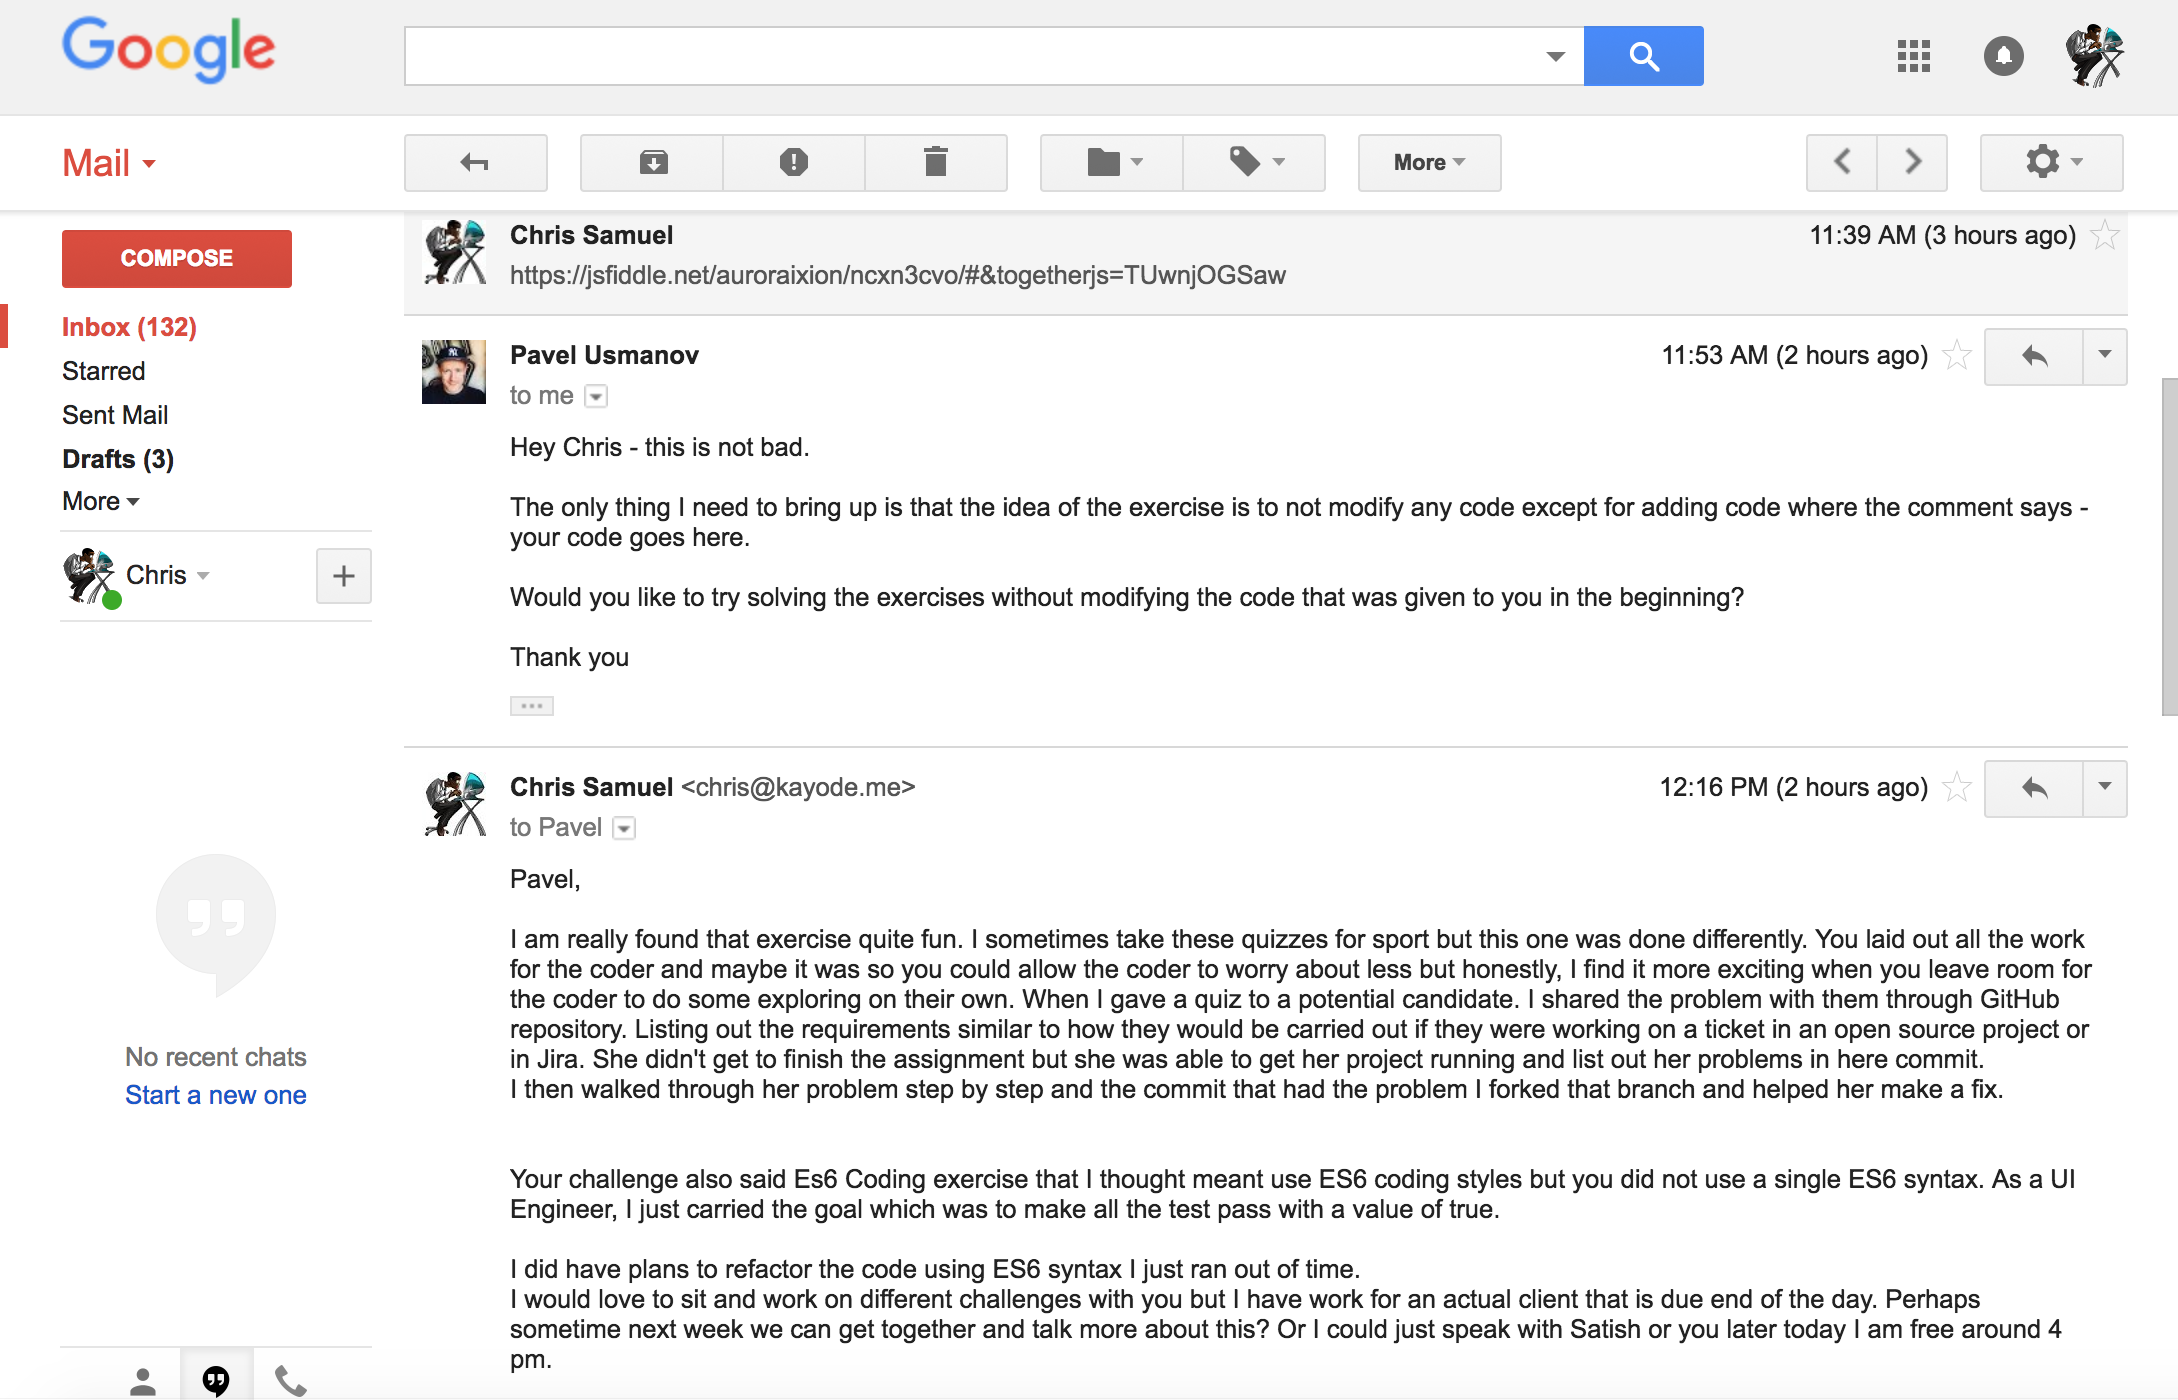 Google
Mail
More
COMPOSE
Inbox (132)
Starred
Sent Mail
Drafts (3)
More
Chris
No recent chats
Start a new one
Chris Samuel
11:39 AM (3 hours ago)
https://jsfiddle.net/auroraixion/ncxn3cvo/#&togetherjs=TUwnjOGSaw
Pavel Usmanov
11:53 AM (2 hours ago)
to me
Hey Chris - this is not bad.
The only thing I need to bring up is that the idea of the exercise is to not modify any code except for adding code where the comment says -
your code goes here.
Would you like to try solving the exercises without modifying the code that was given to you in the beginning?
Thank you
Chris Samuel <chris@kayode.me>
12:16 PM (2 hours ago)
to Pavel
Pavel,
I am really found that exercise quite fun. I sometimes take these quizzes for sport but this one was done differently. You laid out all the work
for the coder and maybe it was so you could allow the coder to worry about less but honestly, I find it more exciting when you leave room for
the coder to do some exploring on their own. When I gave a quiz to a potential candidate. I shared the problem with them through GitHub
repository. Listing out the requirements similar to how they would be carried out if they were working on a ticket in an open source project or
in Jira. She didn't get to finish the assignment but she was able to get her project running and list out her problems in here commit.
I then walked through her problem step by step and the commit that had the problem I forked that branch and helped her make a fix.
Your challenge also said Es6 Coding exercise that I thought meant use ES6 coding styles but you did not use a single ES6 syntax. As a UI
Engineer, I just carried the goal which was to make all the test pass with a value of true.
I did have plans to refactor the code using ES6 syntax I just ran out of time.
I would love to sit and work on different challenges with you but I have work for an actual client that is due end of the day. Perhaps
sometime next week we can get together and talk more about this? Or I could just speak with Satish or you later today I am free around 4
pm.